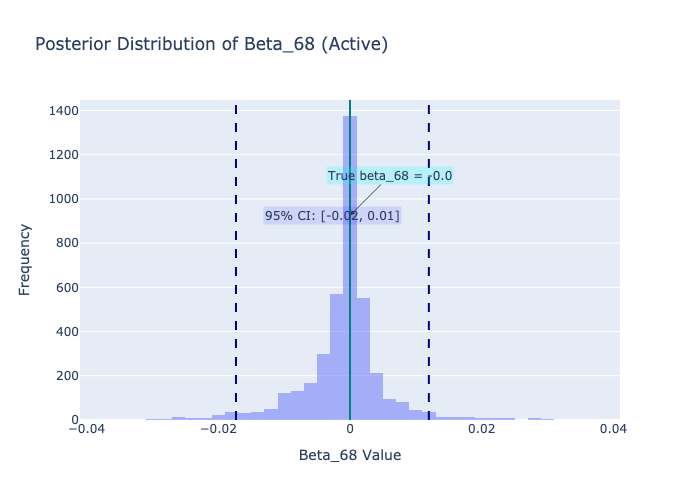 Posterior Distribution of Beta_68 (Active)
1400
1200
True beta_68 = -0.0
1000
95% CI: [-0.02, 0.01]
800
600
400
200
0
−0.04
−0.02
0
0.02
0.04
Beta_68 Value
Frequency